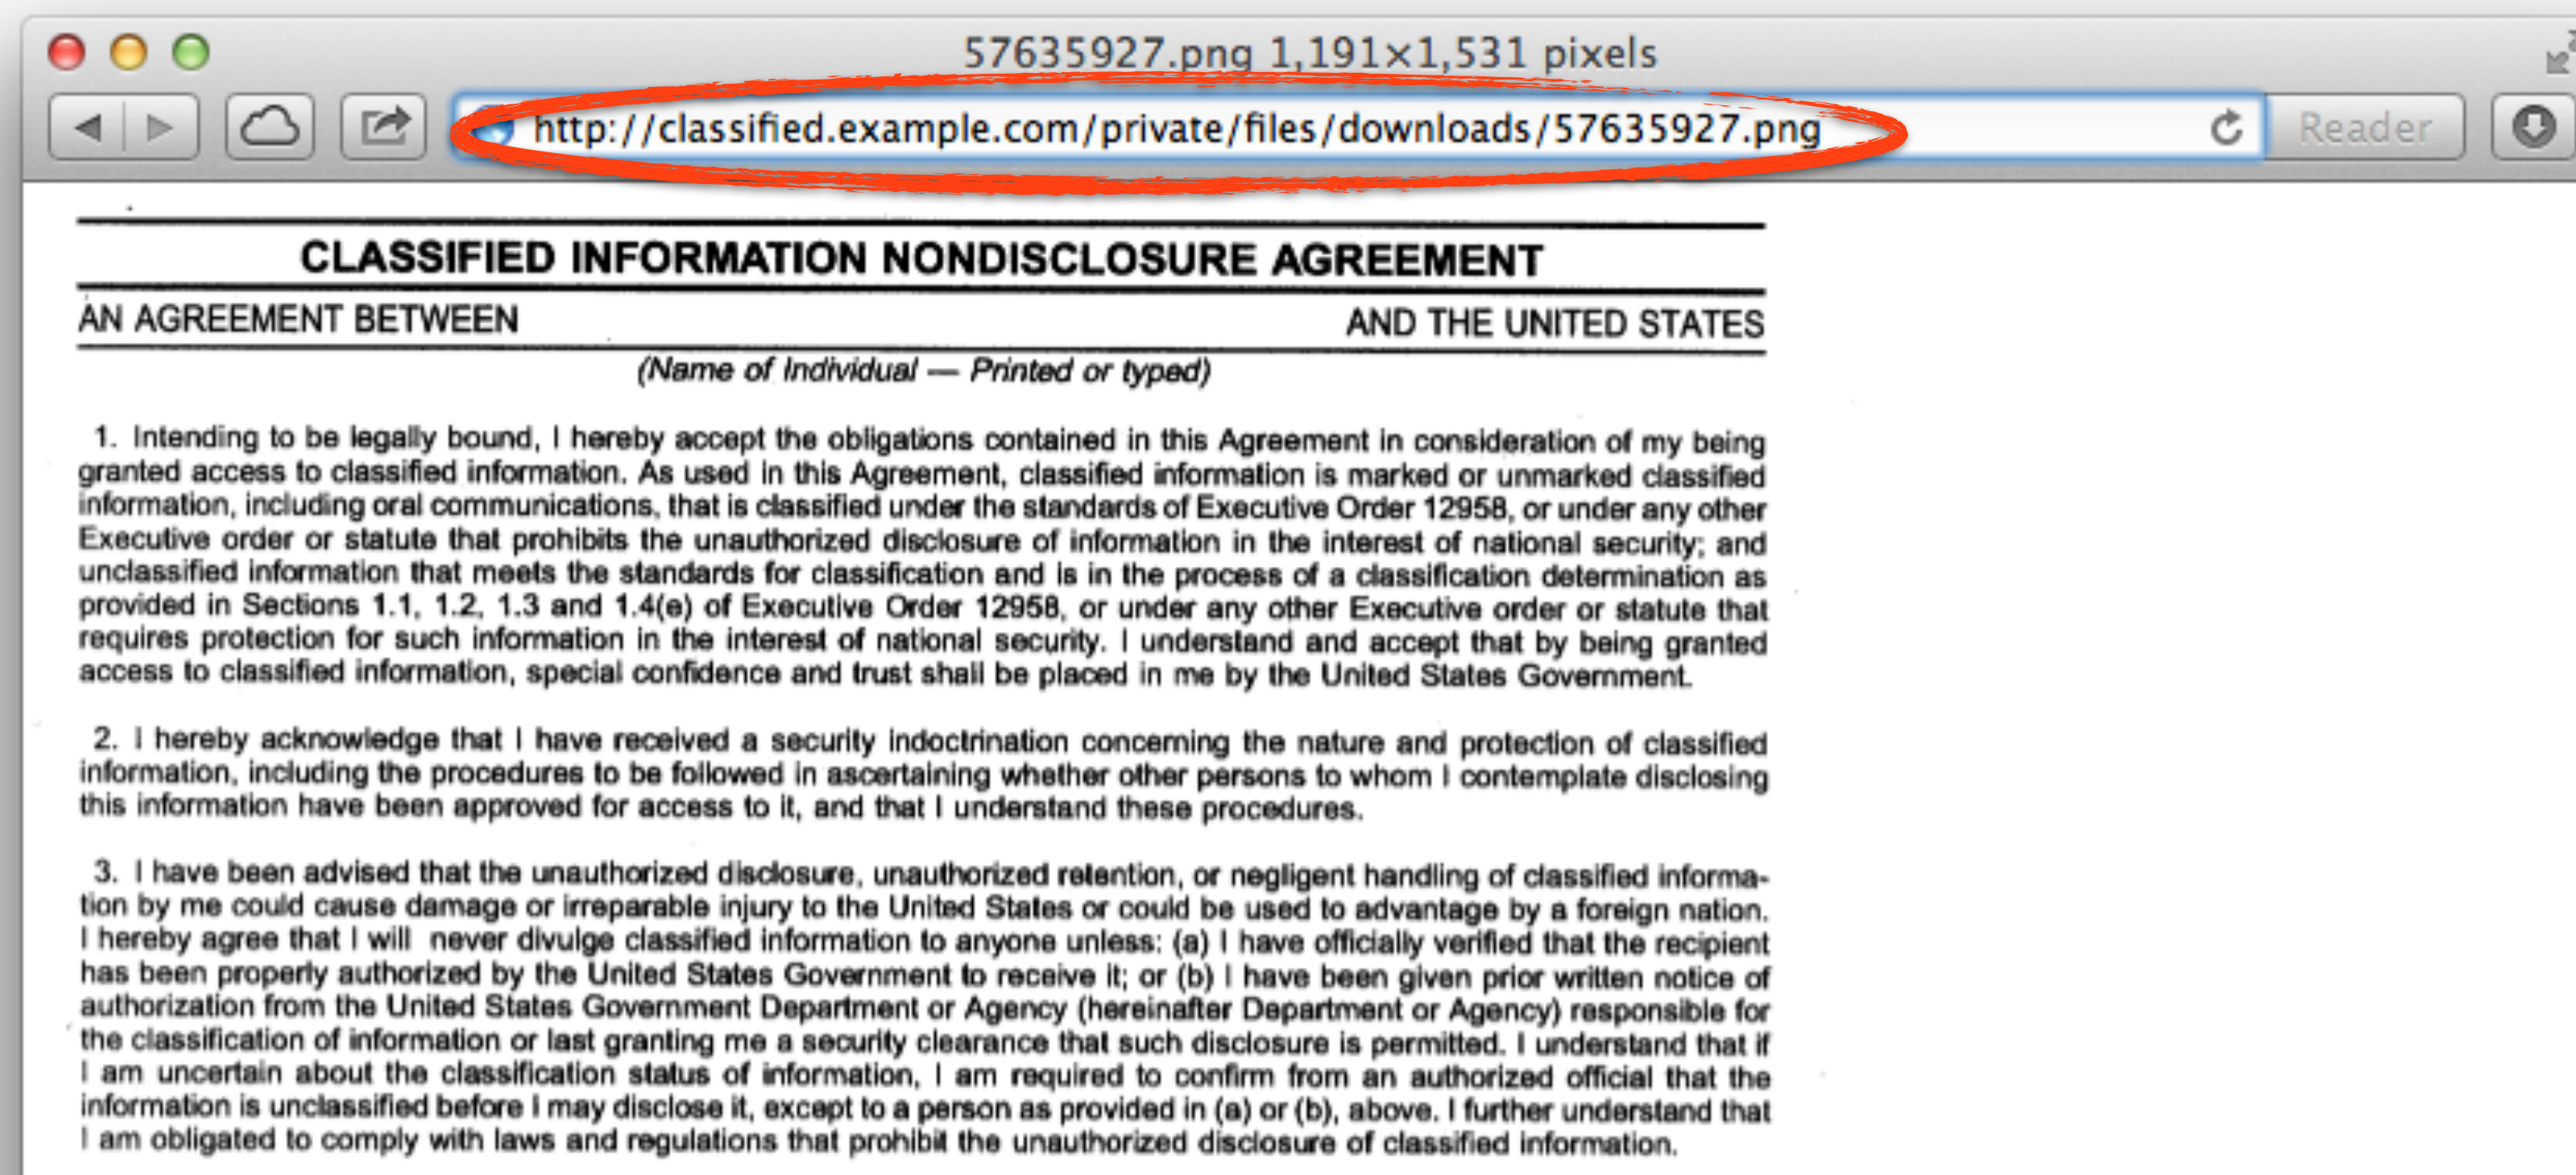 57635927.png 1,191×1,531 pixels
http://classified.example.com/private/files/downloads/57635927.png
Reader
CLASSIFIED INFORMATION NONDISCLOSURE AGREEMENT
AN AGREEMENT BETWEEN AND THE UNITED STATES
(Name of Individual — Printed or typed)
1. Intending to be legally bound, I hereby accept the obligations contained in this Agreement in consideration of my being
granted access to classified information. As used in this Agreement, classified information is marked or unmarked classified
information, including oral communications, that is classified under the standards of Executive Order 12958, or under any other
Executive order or statute that prohibits the unauthorized disclosure of information in the interest of national security; and
unclassified information that meets the standards for classification and is in the process of a classification determination as
provided in Sections 1.1, 1.2, 1.3 and 1.4(e) of Executive Order 12958, or under any other Executive order or statute that
requires protection for such information in the interest of national security. I understand and accept that by being granted
access to classified information, special confidence and trust shall be placed in me by the United States Government.
2. I hereby acknowledge that I have received a security indoctrination concerning the nature and protection of classified
information, including the procedures to be followed in ascertaining whether other persons to whom I contemplate disclosing
this information have been approved for access to it, and that I understand these procedures.
3. I have been advised that the unauthorized disclosure, unauthorized retention, or negligent handling of classified informa-
tion by me could cause damage or irreparable injury to the United States or could be used to advantage by a foreign nation.
I hereby agree that I will never divulge classified information to anyone unless: (a) I have officially verified that the recipient
has been properly authorized by the United States Government to receive it; or (b) I have been given prior written notice of
authorization from the United States Government Department or Agency (hereinafter Department or Agency) responsible for
the classification of information or last granting me a security clearance that such disclosure is permitted. I understand that if
I am uncertain about the classification status of information, I am required to confirm from an authorized official that the
information is unclassified before I may disclose it, except to a person as provided in (a) or (b), above. I further understand that
I am obligated to comply with laws and regulations that prohibit the unauthorized disclosure of classified information.